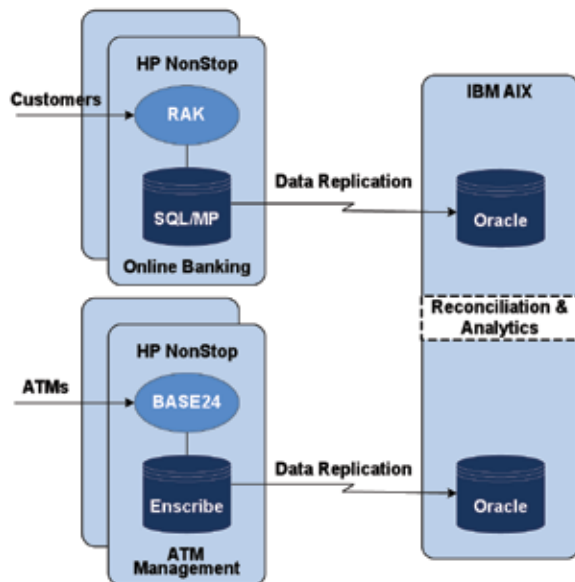 HP NonStop
Customers
RAK
SQL/MP
Online Banking
Data Replication
IBM AIX
Oracle
Reconciliation &
Analytics
HP NonStop
ATMs
BASE24
Enscribe
ATM
Management
Data Replication
Oracle